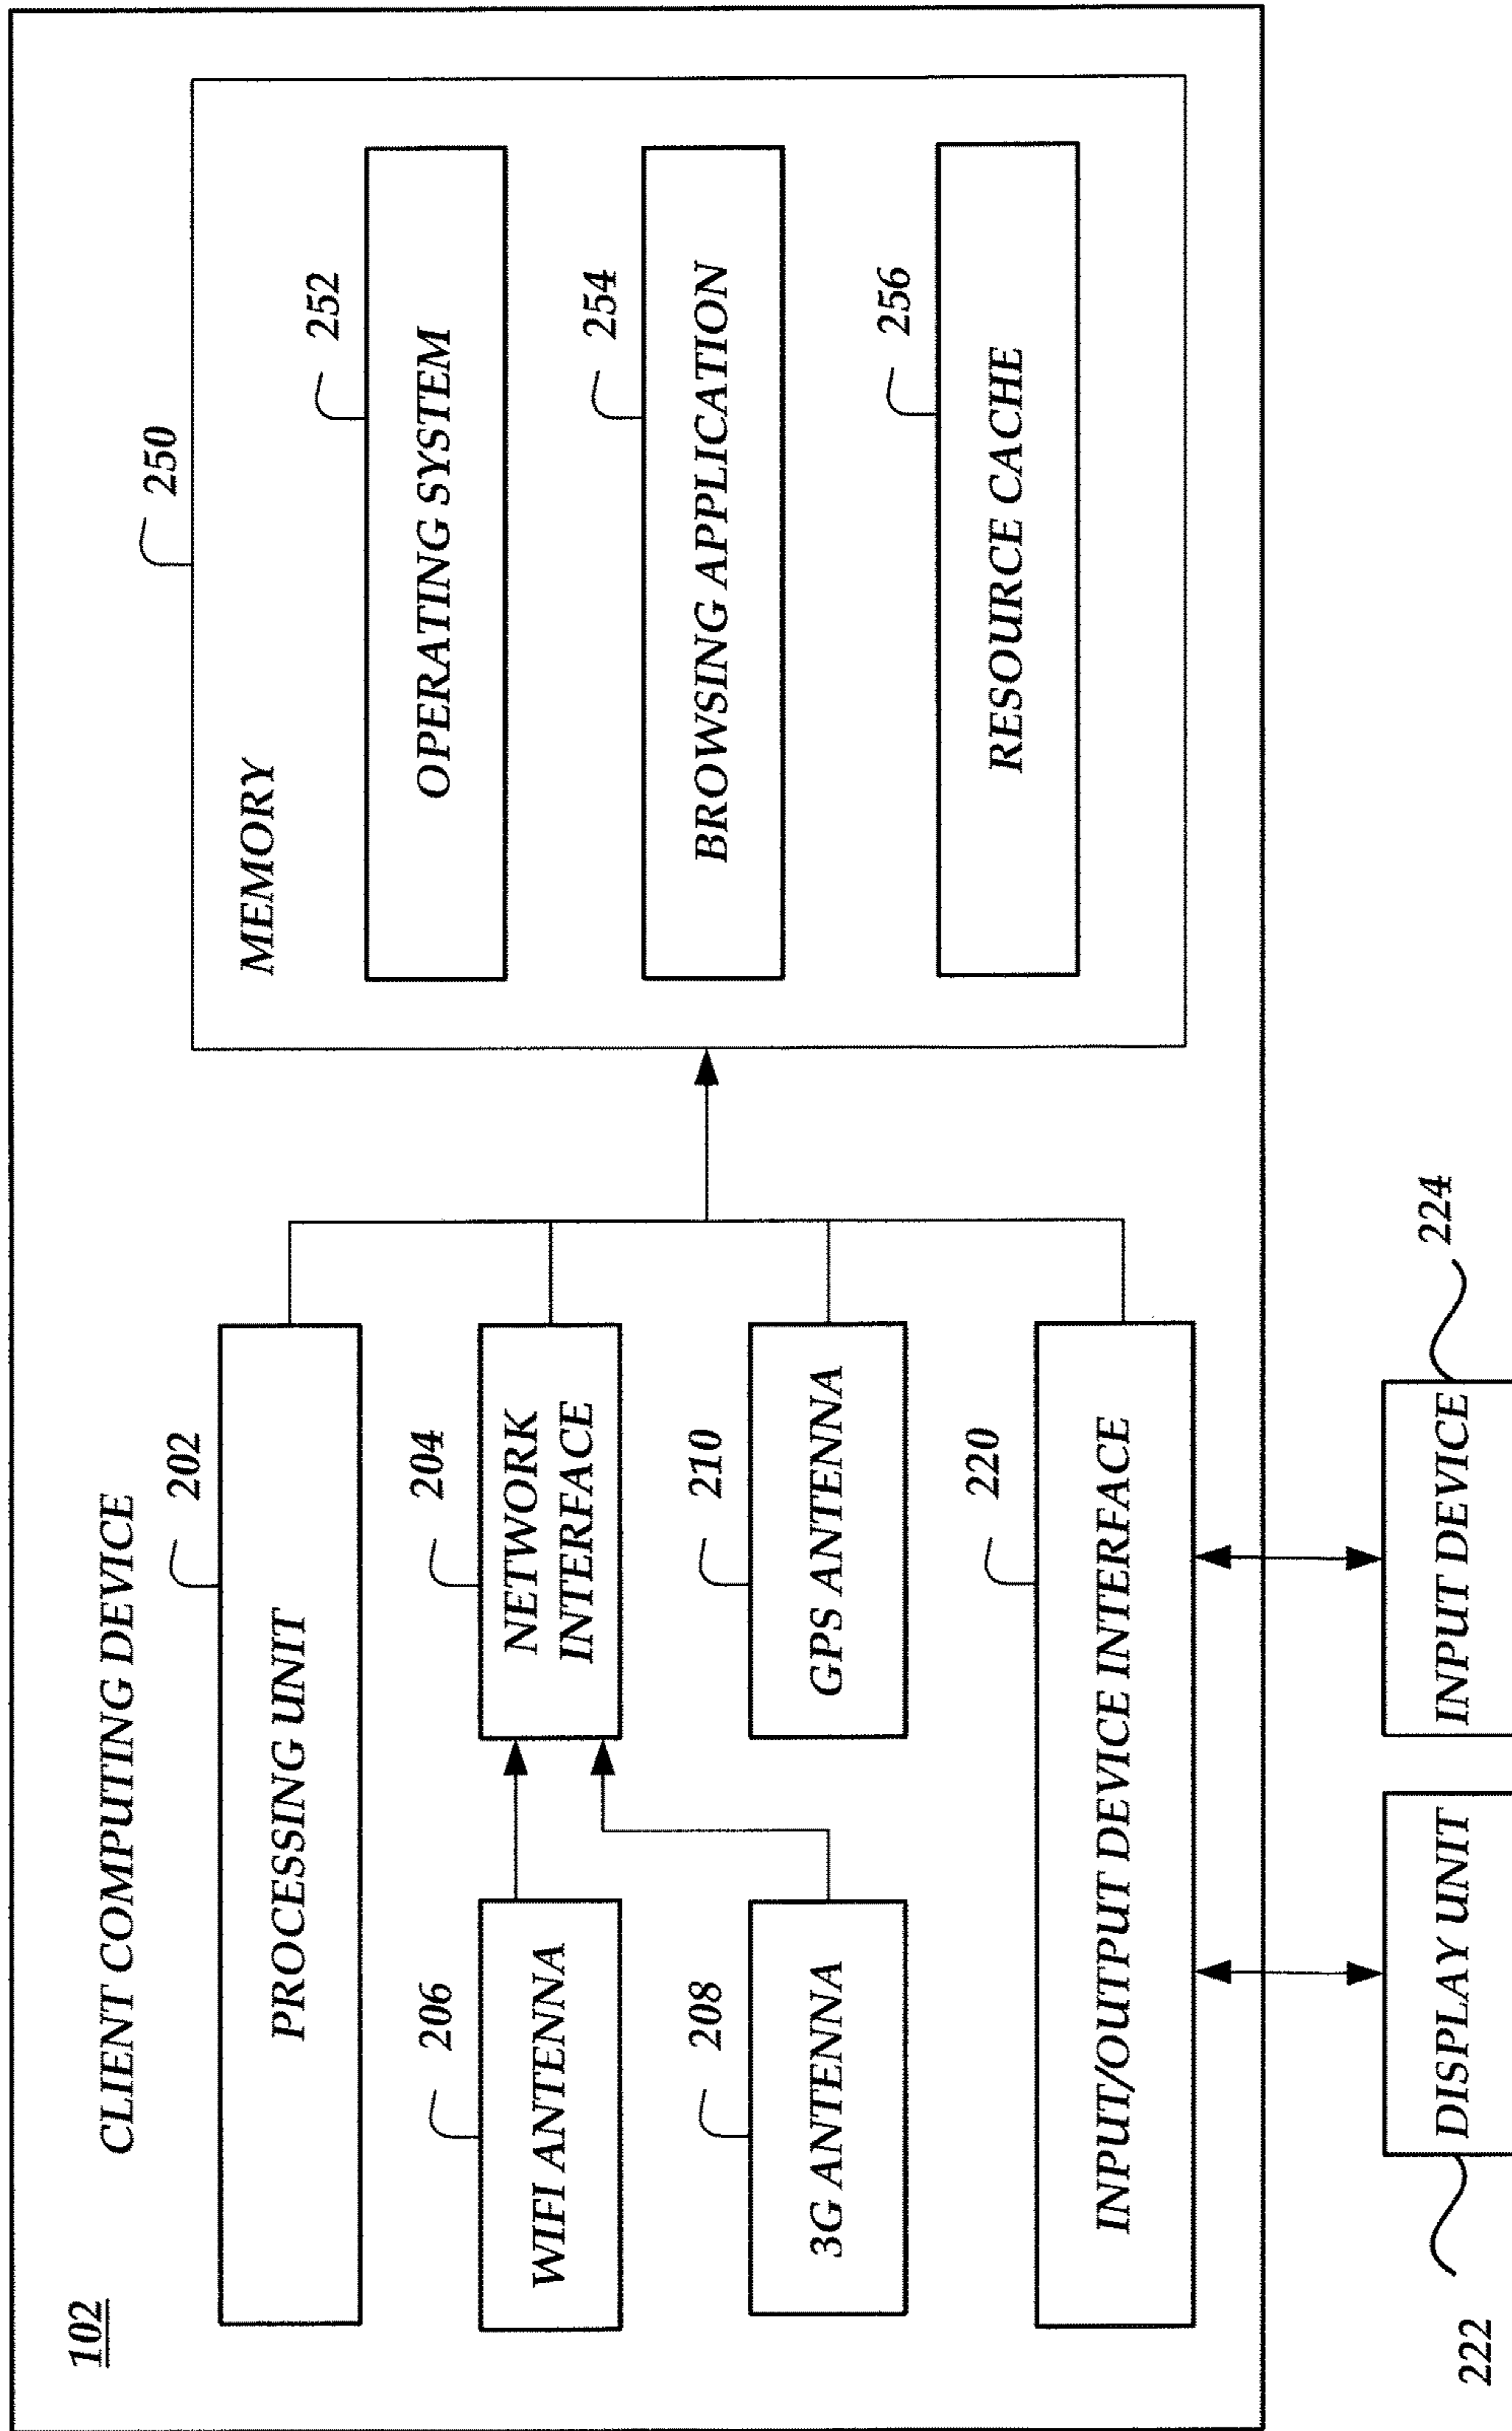 102
CLIENT COMPUTING DEVICE
202
PROCESSING UNIT
206
WIFI ANTENNA
204
NETWORK
INTERFACE
208
3G ANTENNA
210
GPS ANTENNA
220
INPUT/OUTPUT DEVICE INTERFACE
222
DISPLAY UNIT
224
INPUT DEVICE
250
MEMORY
252
OPERATING SYSTEM
254
BROWSING APPLICATION
256
RESOURCE CACHE